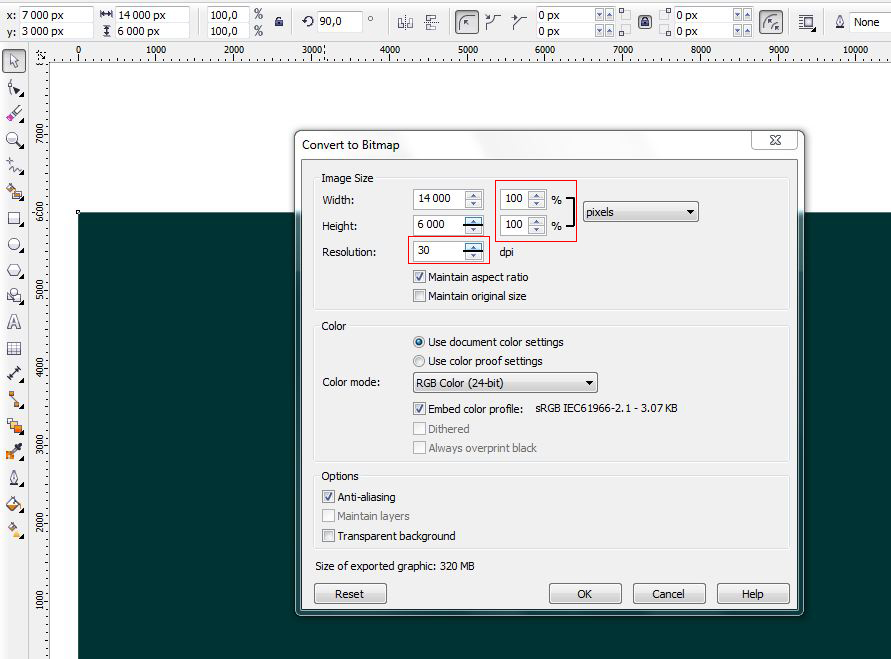 x: 7 000 px 14 000 px 100,0 % 90,0 ° 0 px 0 px None
y: 3 000 px 6 000 px 100,0 % 0 px 0 px
0 1000 2000 3000 4000 5000 6000 7000 8000 9000 10000
7000
6000
5000
4000
3000
2000
1000
Convert to Bitmap
Image Size
Width: 14 000 100 % pixels
Height: 6 000 100 %
Resolution: 30 dpi
Maintain aspect ratio
Maintain original size
Color
Use document color settings
Use color proof settings
Color mode: RGB Color (24-bit)
Embed color profile: sRGB IEC61966-2.1 - 3.07 KB
Dithered
Always overprint black
Options
Anti-aliasing
Maintain layers
Transparent background
Size of exported graphic: 320 MB
Reset OK Cancel Help